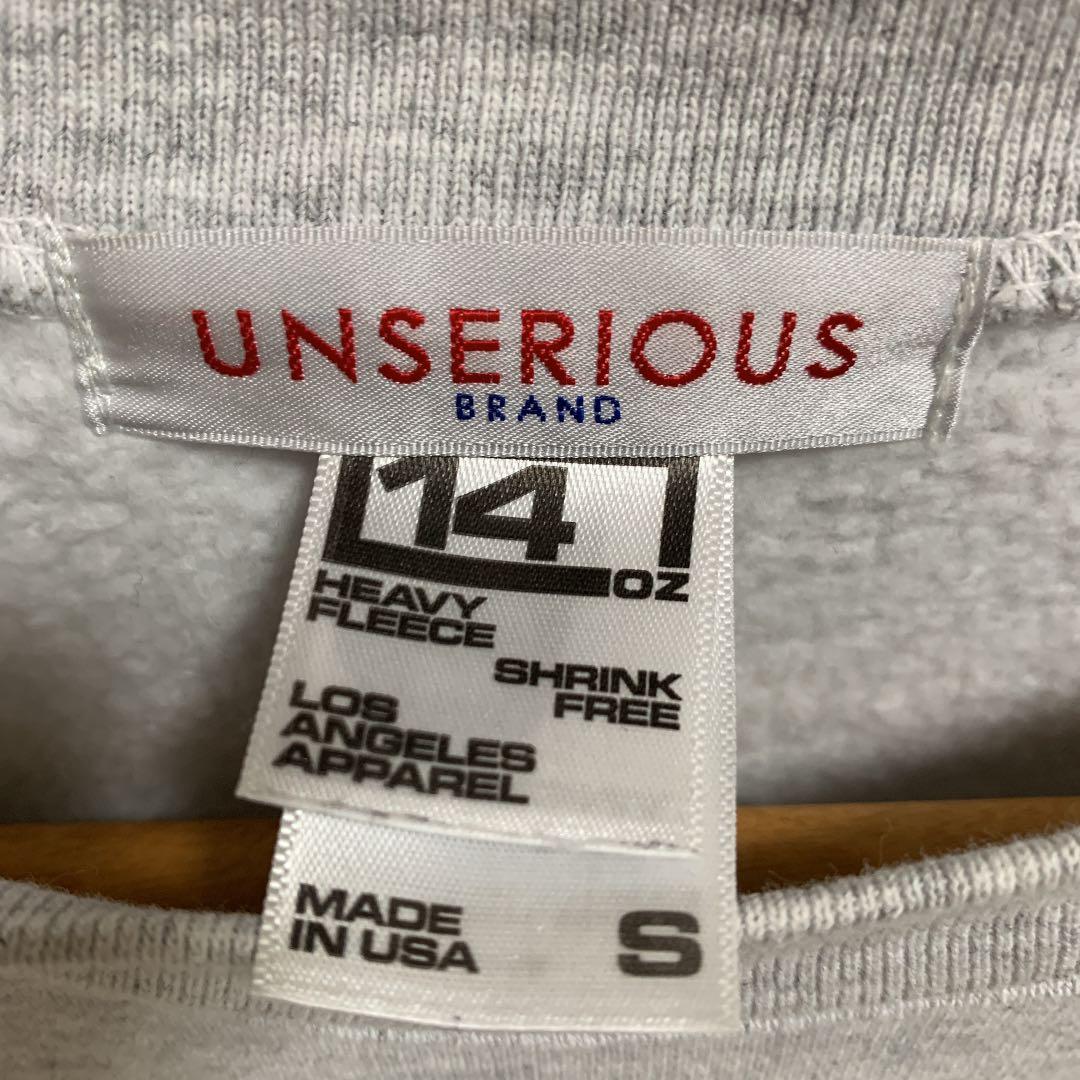 UNSERIOUS
BRAND
14 OZ
HEAVY
FLEECE
SHRINK
FREE
LOS
ANGELES
APPAREL
MADE
IN USA
S